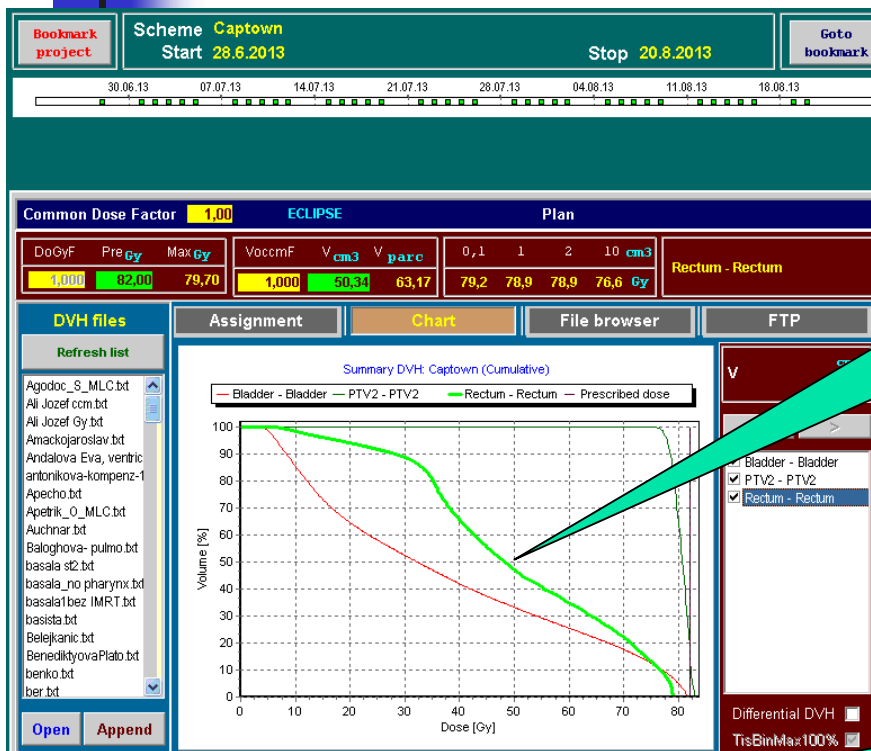 Bookmark project
Scheme Captown
Start 28.6.2013
Stop 20.8.2013
Goto bookmark
30.06.13 07.07.13 14.07.13 21.07.13 28.07.13 04.08.13 11.08.13 18.08.13
Common Dose Factor 1,00 ECLIPSE Plan
DoGyF Pre Gy Max Gy VoccmF V cm3 V parc 0,1 1 2 10 cm3
1,000 82,00 79,70 1,000 50,34 63,17 79,2 78,9 78,9 76,6 Gy
Rectum - Rectum
DVH files
Assignment Chart File browser FTP
Refresh list
Agodoc_S_MLC.txt
Ali Jozef ccm.txt
Ali Jozef Gy.txt
Amackojaroslav.txt
Andalova Eva, ventric
antonikova-kompenz-1
Apecho.txt
Apetrik_O_MLC.txt
Auchnar.txt
Baloghova- pulmo.txt
basala st2.txt
basala_no pharynx.txt
basala1bez IMRT.txt
basista.txt
Belejkanic.txt
BenediktyovaPlato.txt
benko.txt
ber.txt
Open Append
Summary DVH: Captown (Cumulative)
Bladder - Bladder PTV2 - PTV2 Rectum - Rectum Prescribed dose
Volume [%]
100
90
80
70
60
50
40
30
20
10
0
0 10 20 30 40 50 60 70 80
Dose [Gy]
V
>
Bladder - Bladder
PTV2 - PTV2
Rectum - Rectum
Differential DVH
TisBinMax100%